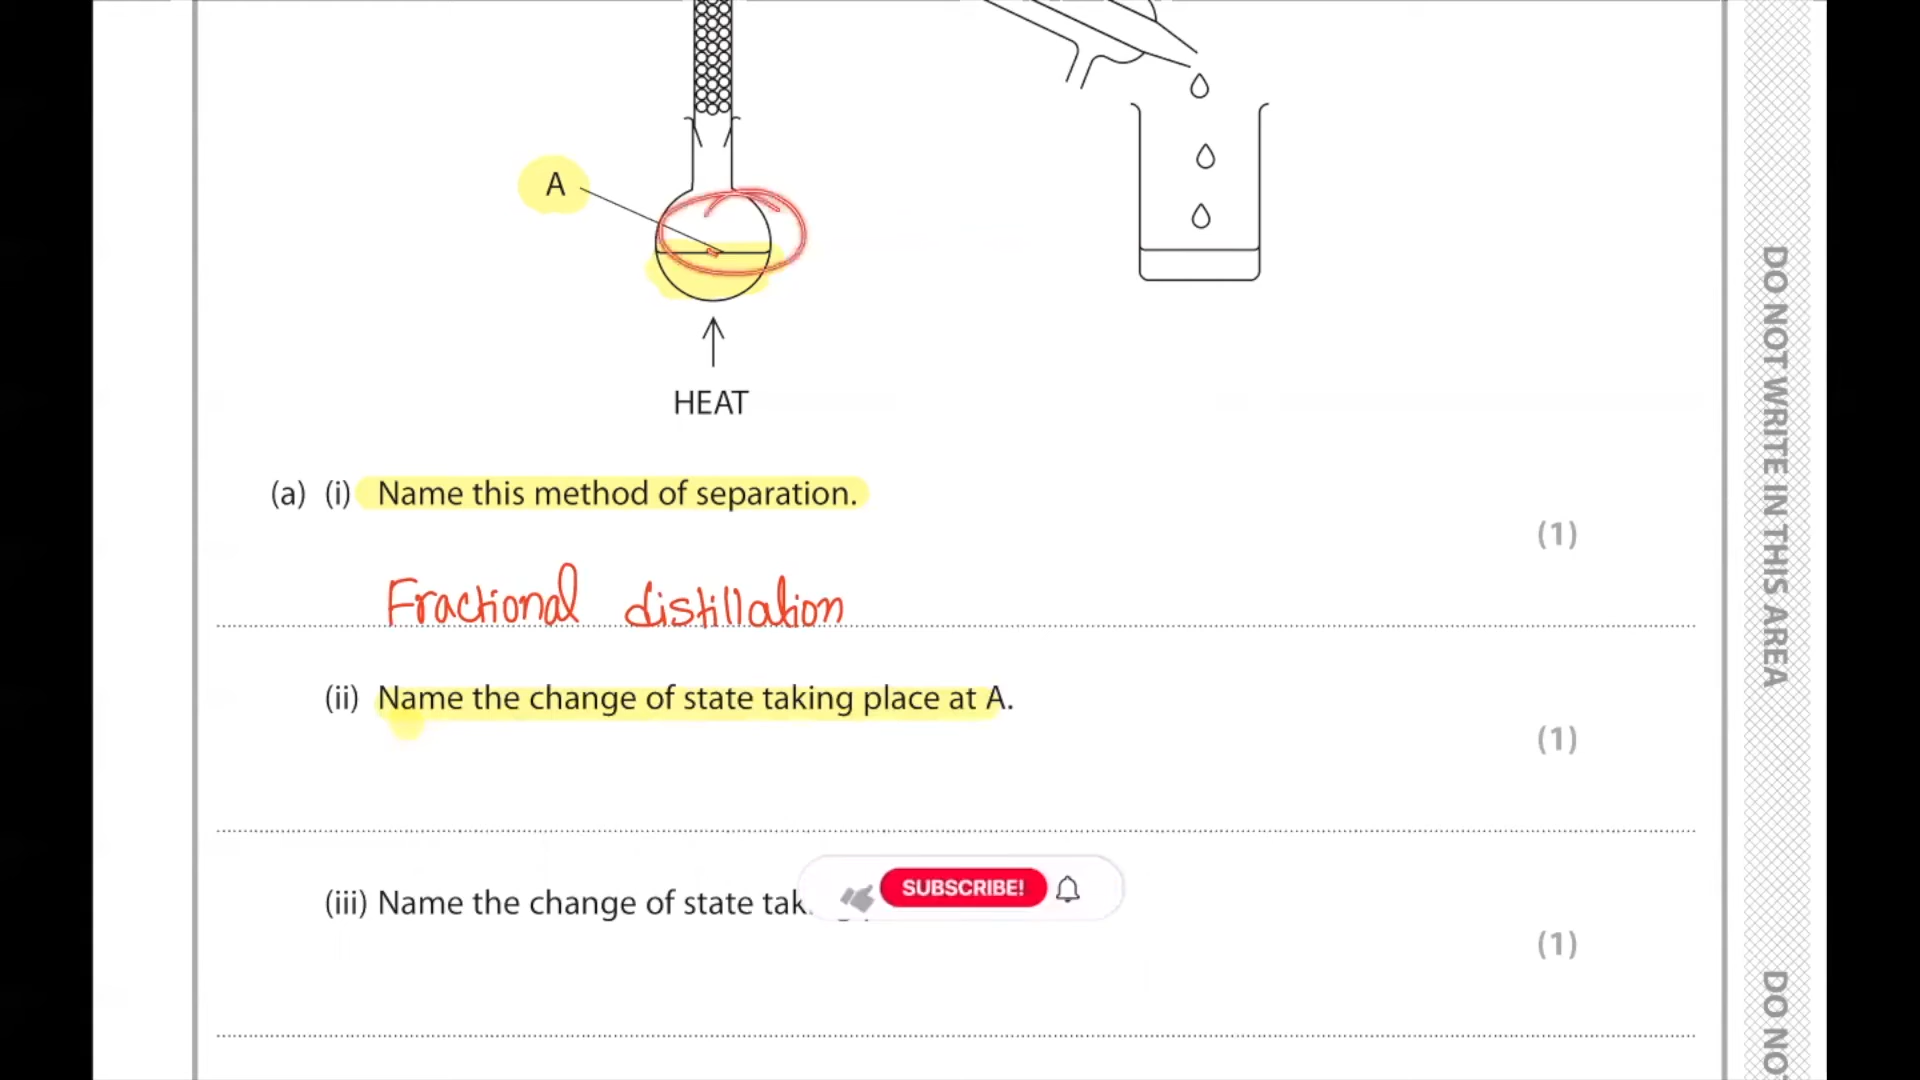 A
HEAT
(a) (i) Name this method of separation.
(1)
Fractional distillation
(ii) Name the change of state taking place at A.
(1)
SUBSCRIBE!
(iii) Name the change of state
(1)
DO NOT WRITE IN THIS AREA
DO NO